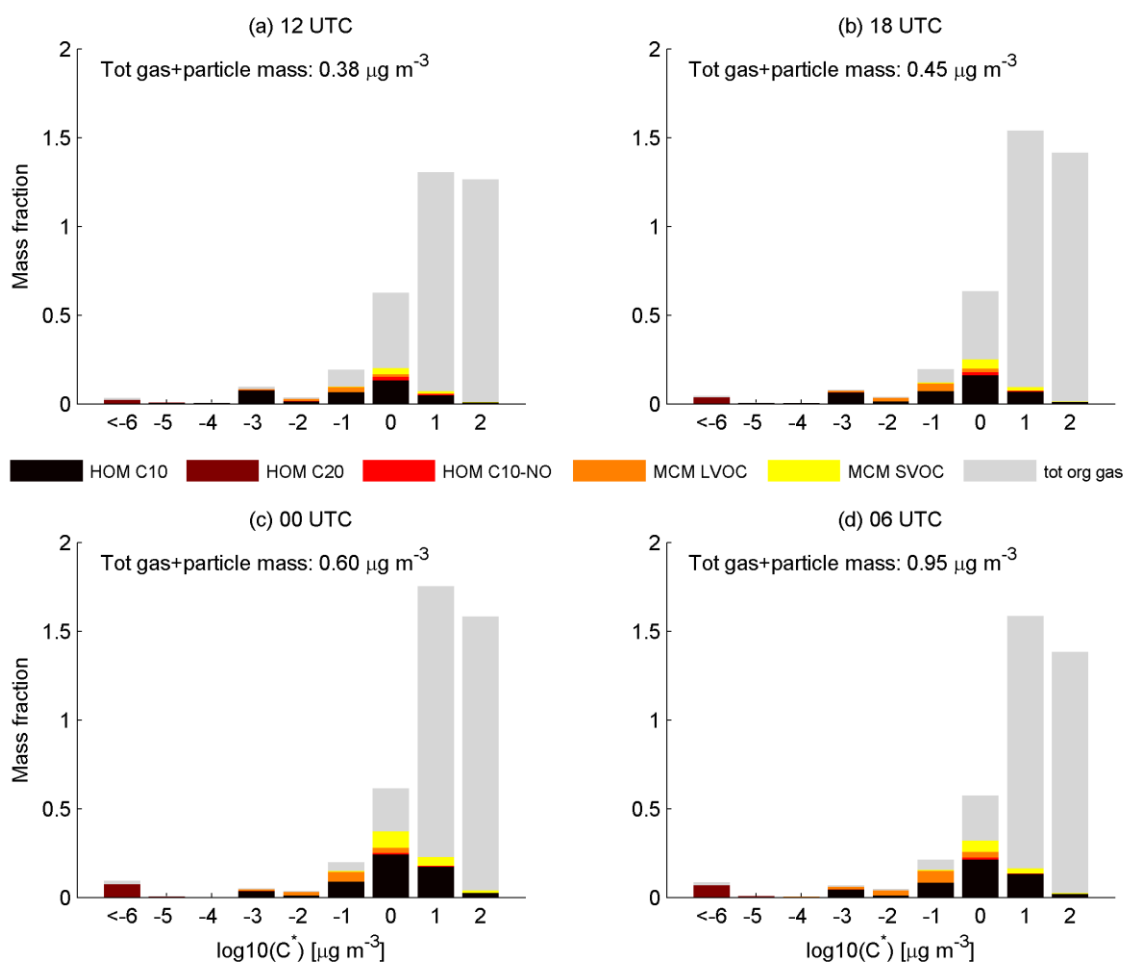 (a) 12 UTC
Tot gas+particle mass: 0.38 μg m-3
Mass fraction
2
1.5
1
0.5
0
<-6 -5 -4 -3 -2 -1 0 1 2
(b) 18 UTC
Tot gas+particle mass: 0.45 μg m-3
2
1.5
1
0.5
0
<-6 -5 -4 -3 -2 -1 0 1 2
HOM C10 HOM C20 HOM C10-NO MCM LVOC MCM SVOC tot org gas
(c) 00 UTC
Tot gas+particle mass: 0.60 μg m-3
Mass fraction
2
1.5
1
0.5
0
<-6 -5 -4 -3 -2 -1 0 1 2
log10(C*) [μg m-3]
(d) 06 UTC
Tot gas+particle mass: 0.95 μg m-3
2
1.5
1
0.5
0
<-6 -5 -4 -3 -2 -1 0 1 2
log10(C*) [μg m-3]